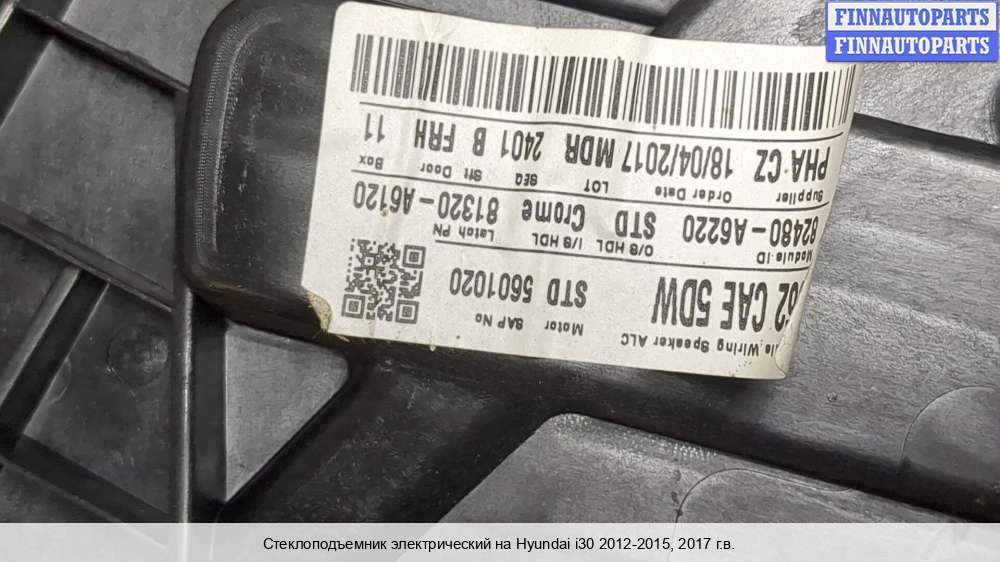 FINNAUTOPARTS
FINNAUTOPARTS
Wiring Speaker ALC
CAE 5DW
Motor SAP No
STD 5601020
Module ID O/S HDL I/S HDL Latch PN
82480-A6220 STD Crome 81320-A6120
Supplier Order Date LOT SEQ Sft Door Box
PHA CZ 18/04/2017 MDR 2401 B FRH 11
Стеклоподъемник электрический на Hyundai i30 2012-2015, 2017 г.в.